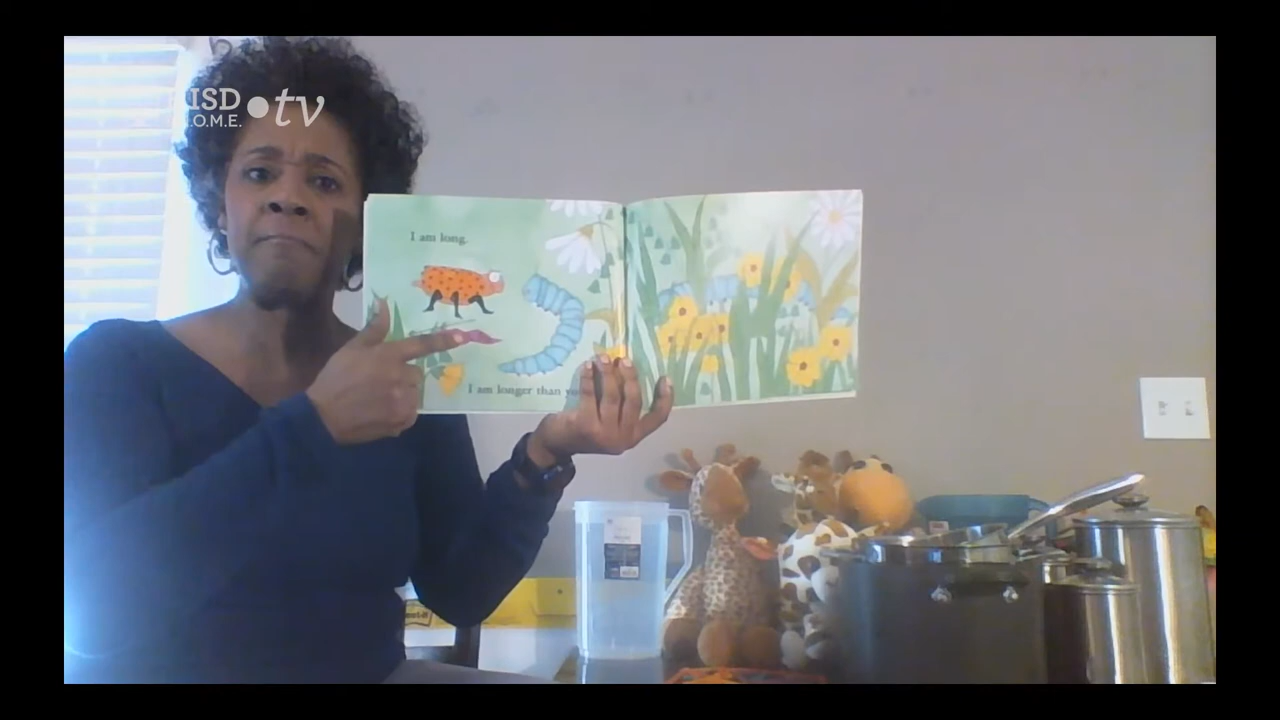 ISD
.O.M.E.
tv
I am long.
I am longer than